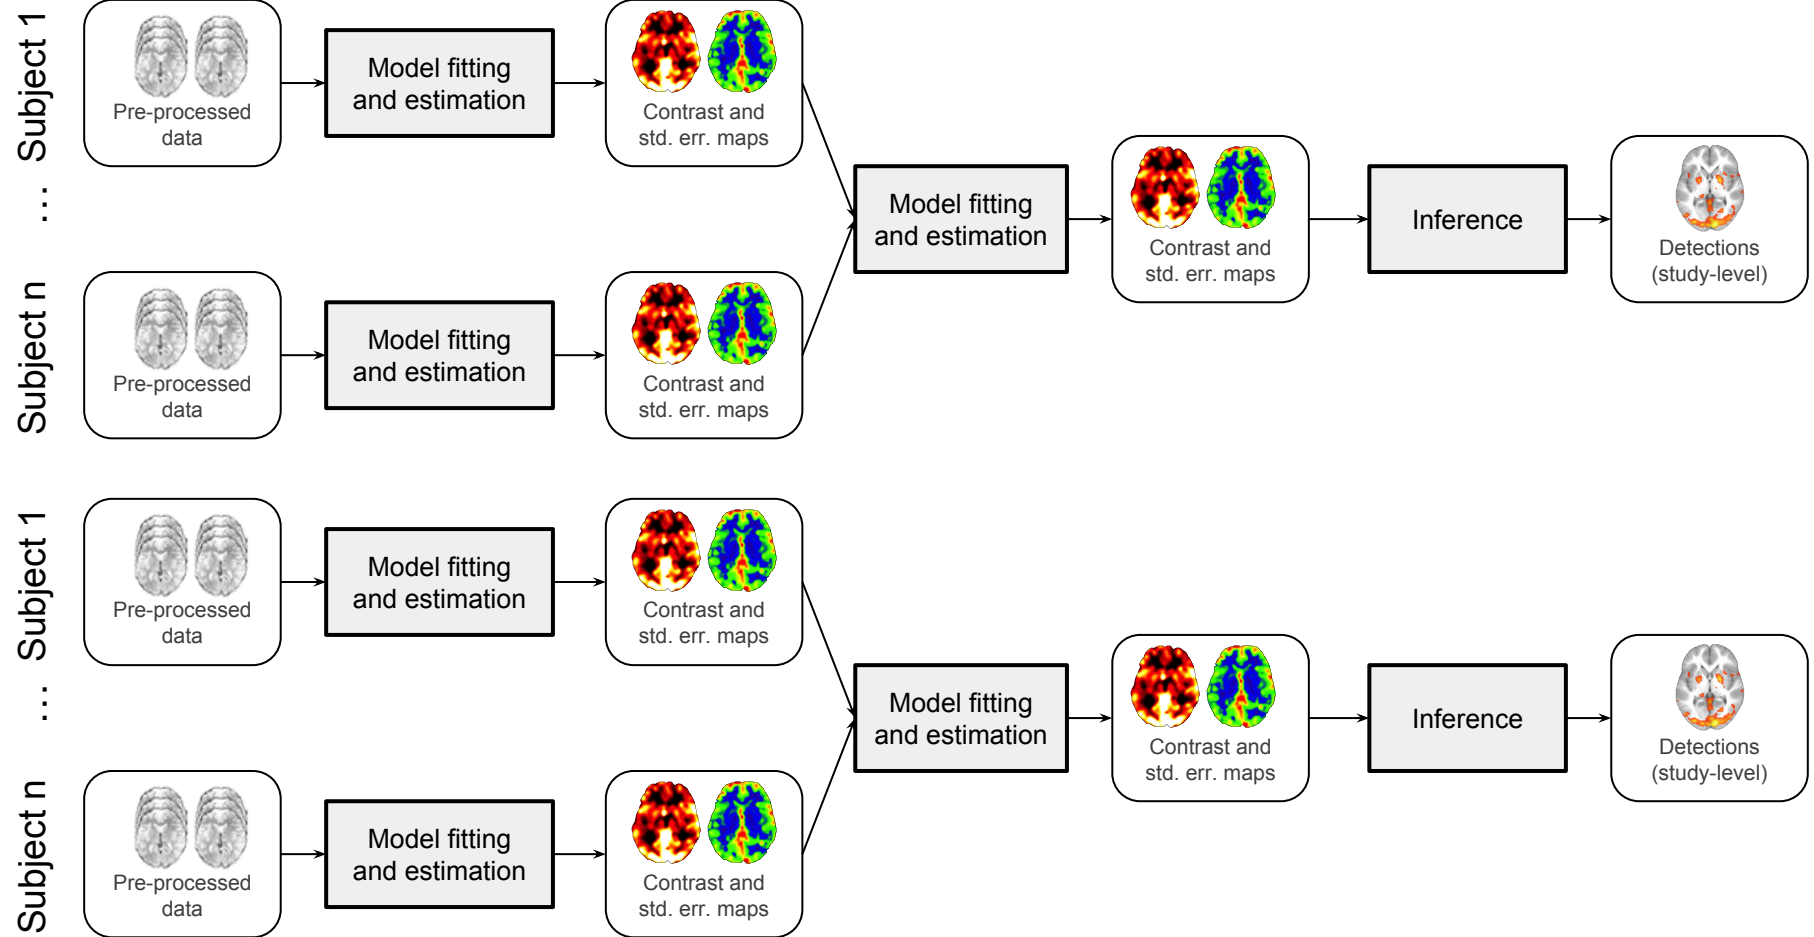 Subject 1
...
Subject n
Pre-processed
data
Model fitting
and estimation
Contrast and
std. err. maps
Pre-processed
data
Model fitting
and estimation
Contrast and
std. err. maps
Model fitting
and estimation
Contrast and
std. err. maps
Inference
Detections
(study-level)
Subject 1
...
Subject n
Pre-processed
data
Model fitting
and estimation
Contrast and
std. err. maps
Pre-processed
data
Model fitting
and estimation
Contrast and
std. err. maps
Model fitting
and estimation
Contrast and
std. err. maps
Inference
Detections
(study-level)